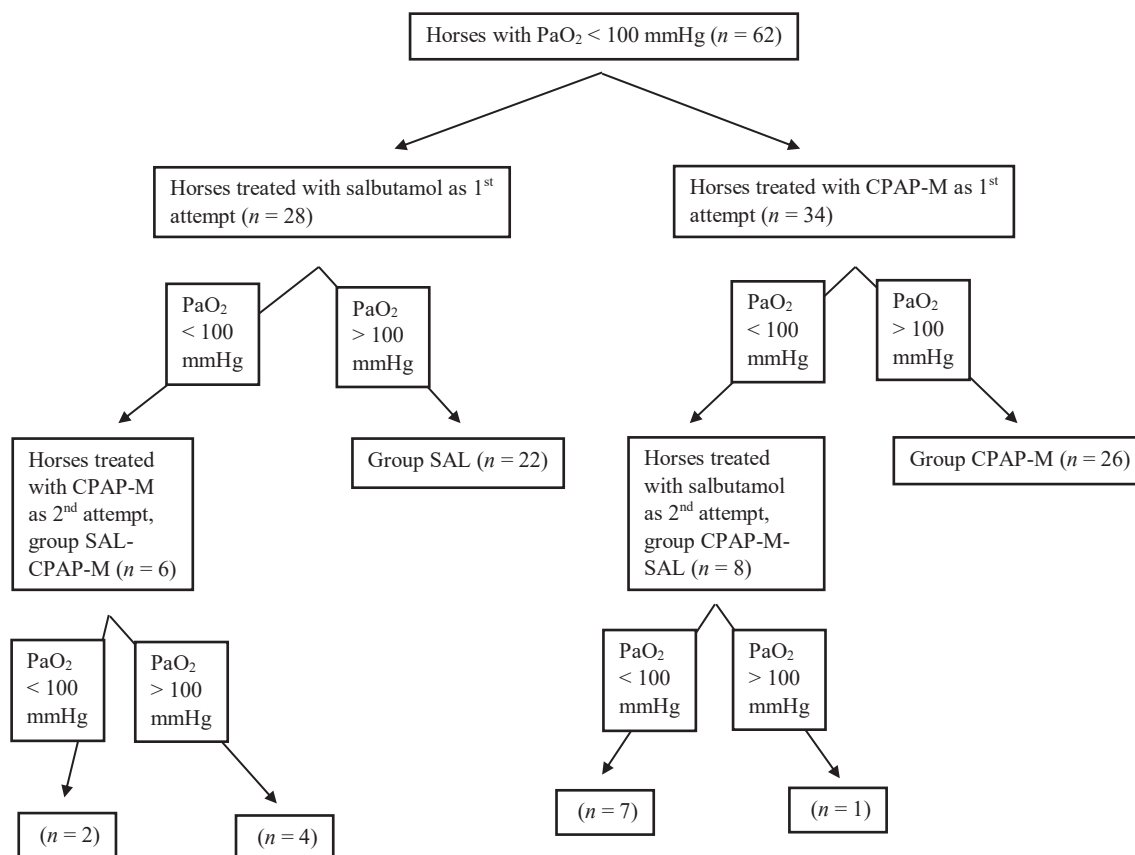 Horses with PaO₂ < 100 mmHg (n = 62)
Horses treated with salbutamol as 1st
attempt (n = 28)
Horses treated with CPAP-M as 1st
attempt (n = 34)
PaO₂
< 100
mmHg
PaO₂
> 100
mmHg
PaO₂
< 100
mmHg
PaO₂
> 100
mmHg
Horses treated
with CPAP-M
as 2nd attempt,
group SAL-
CPAP-M (n = 6)
Group SAL (n = 22)
Horses treated
with salbutamol
as 2nd attempt,
group CPAP-M-
SAL (n = 8)
Group CPAP-M (n = 26)
PaO₂
< 100
mmHg
PaO₂
> 100
mmHg
PaO₂
< 100
mmHg
PaO₂
> 100
mmHg
(n = 2)
(n = 4)
(n = 7)
(n = 1)